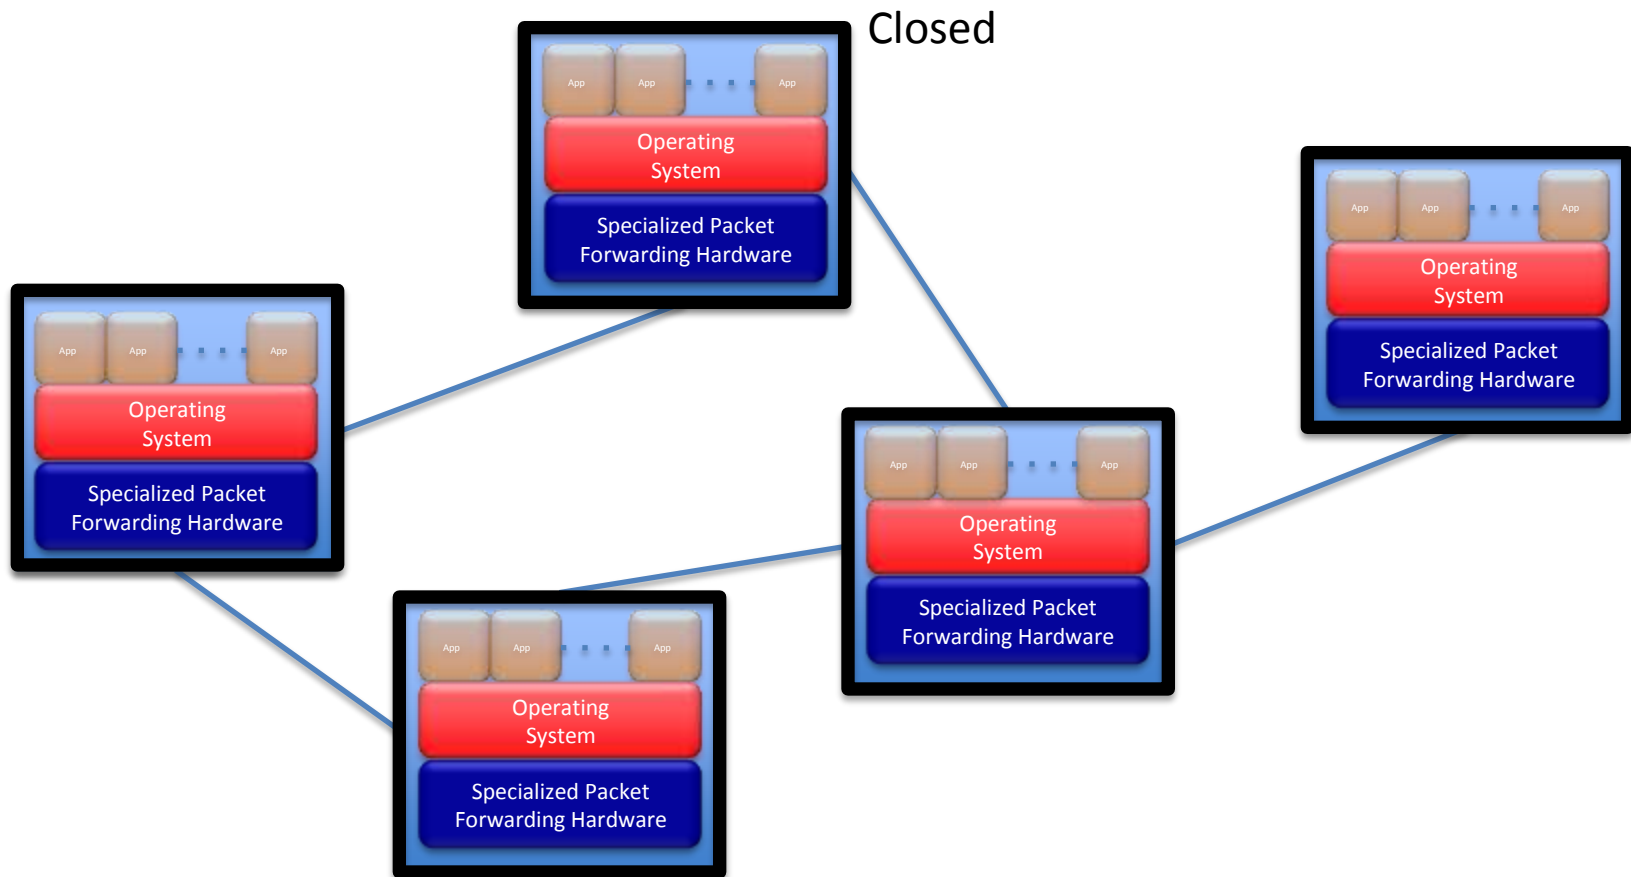 Closed
App App App
Operating
System
Specialized Packet
Forwarding Hardware
App App App
Operating
System
Specialized Packet
Forwarding Hardware
App App App
Operating
System
Specialized Packet
Forwarding Hardware
App App App
Operating
System
Specialized Packet
Forwarding Hardware
App App App
Operating
System
Specialized Packet
Forwarding Hardware